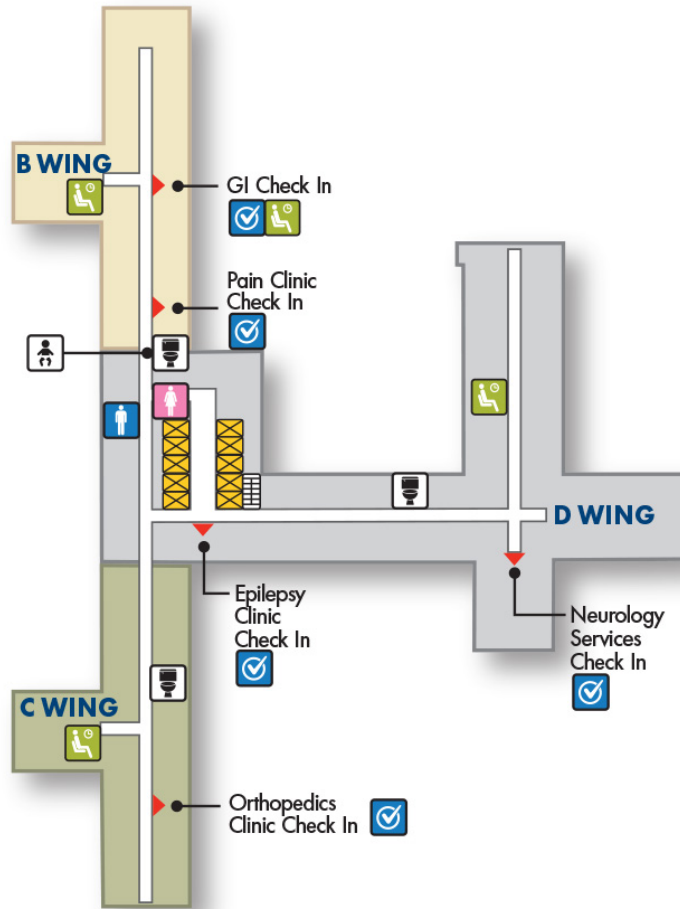 B WING
GI Check In
Pain Clinic
Check In
D WING
Epilepsy
Clinic
Check In
Neurology
Services
Check In
C WING
Orthopedics
Clinic Check In